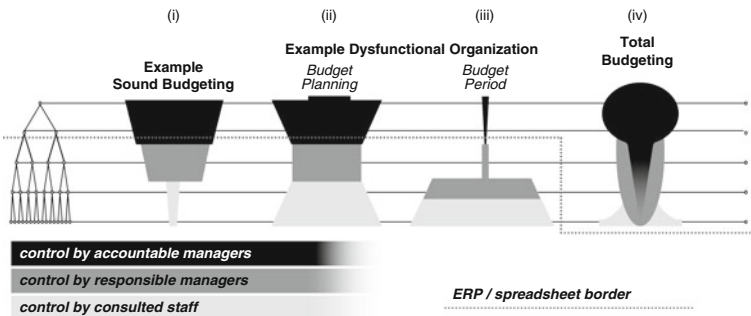 (i)
(ii)
(iii)
(iv)
Example Dysfunctional Organization
Total
Budgeting
Example
Sound Budgeting
Budget
Planning
Budget
Period
control by accountable managers
control by responsible managers
control by consulted staff
ERP / spreadsheet border